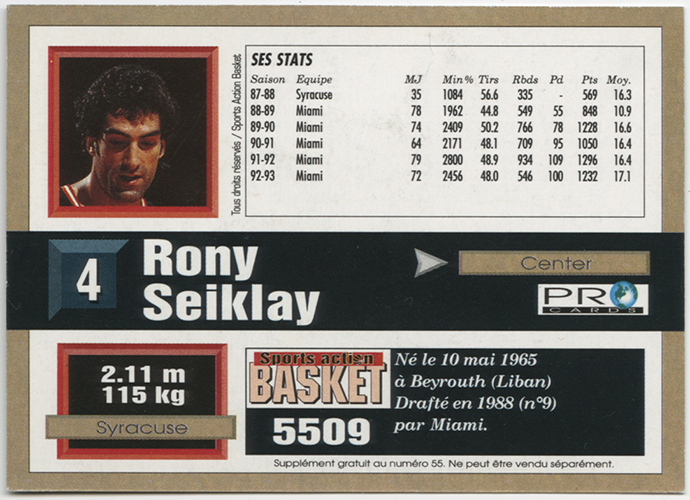 Tous droits réservés / Sports Action Basket
SES STATS
Saison Equipe MJ Min% Tirs Rbds Pd Pts Moy.
87-88 Syracuse 35 1084 56.6 335 - 569 16.3
88-89 Miami 78 1962 44.8 549 55 848 10.9
89-90 Miami 74 2409 50.2 766 78 1228 16.6
90-91 Miami 64 2171 48.1 709 95 1050 16.4
91-92 Miami 79 2800 48.9 934 109 1296 16.4
92-93 Miami 72 2456 48.0 546 100 1232 17.1
4
Rony
Seiklay
Center
PRO
CARDS
2.11 m
115 kg
Syracuse
Sports action
BASKET
5509
Né le 10 mai 1965
à Beyrouth (Liban)
Drafté en 1988 (n°9)
par Miami.
Supplément gratuit au numéro 55. Ne peut être vendu séparément.